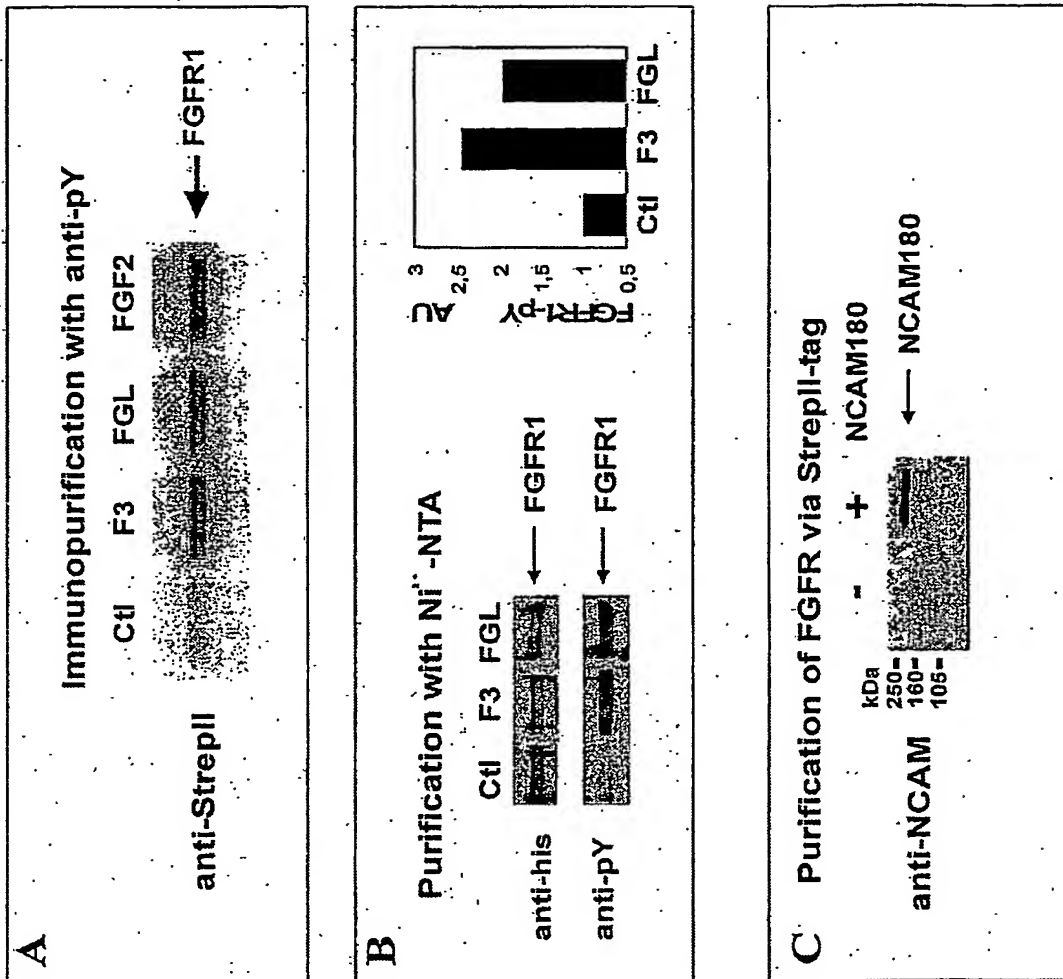 A
Immunopurification with anti-pY
Ctl F3 FGL FGF2
anti-StrepII
FGFR1
B
Purification with Ni⁺⁺-NTA
Ctl F3 FGL
anti-his
FGFR1
anti-pY
FGFR1
AU
FGFR1-pY
3
2,5
2
1,5
1
0,5
Ctl F3 FGL
C
Purification of FGFR via StrepII-tag
- + NCAM180
kDa
250-
160-
105-
anti-NCAM
NCAM180